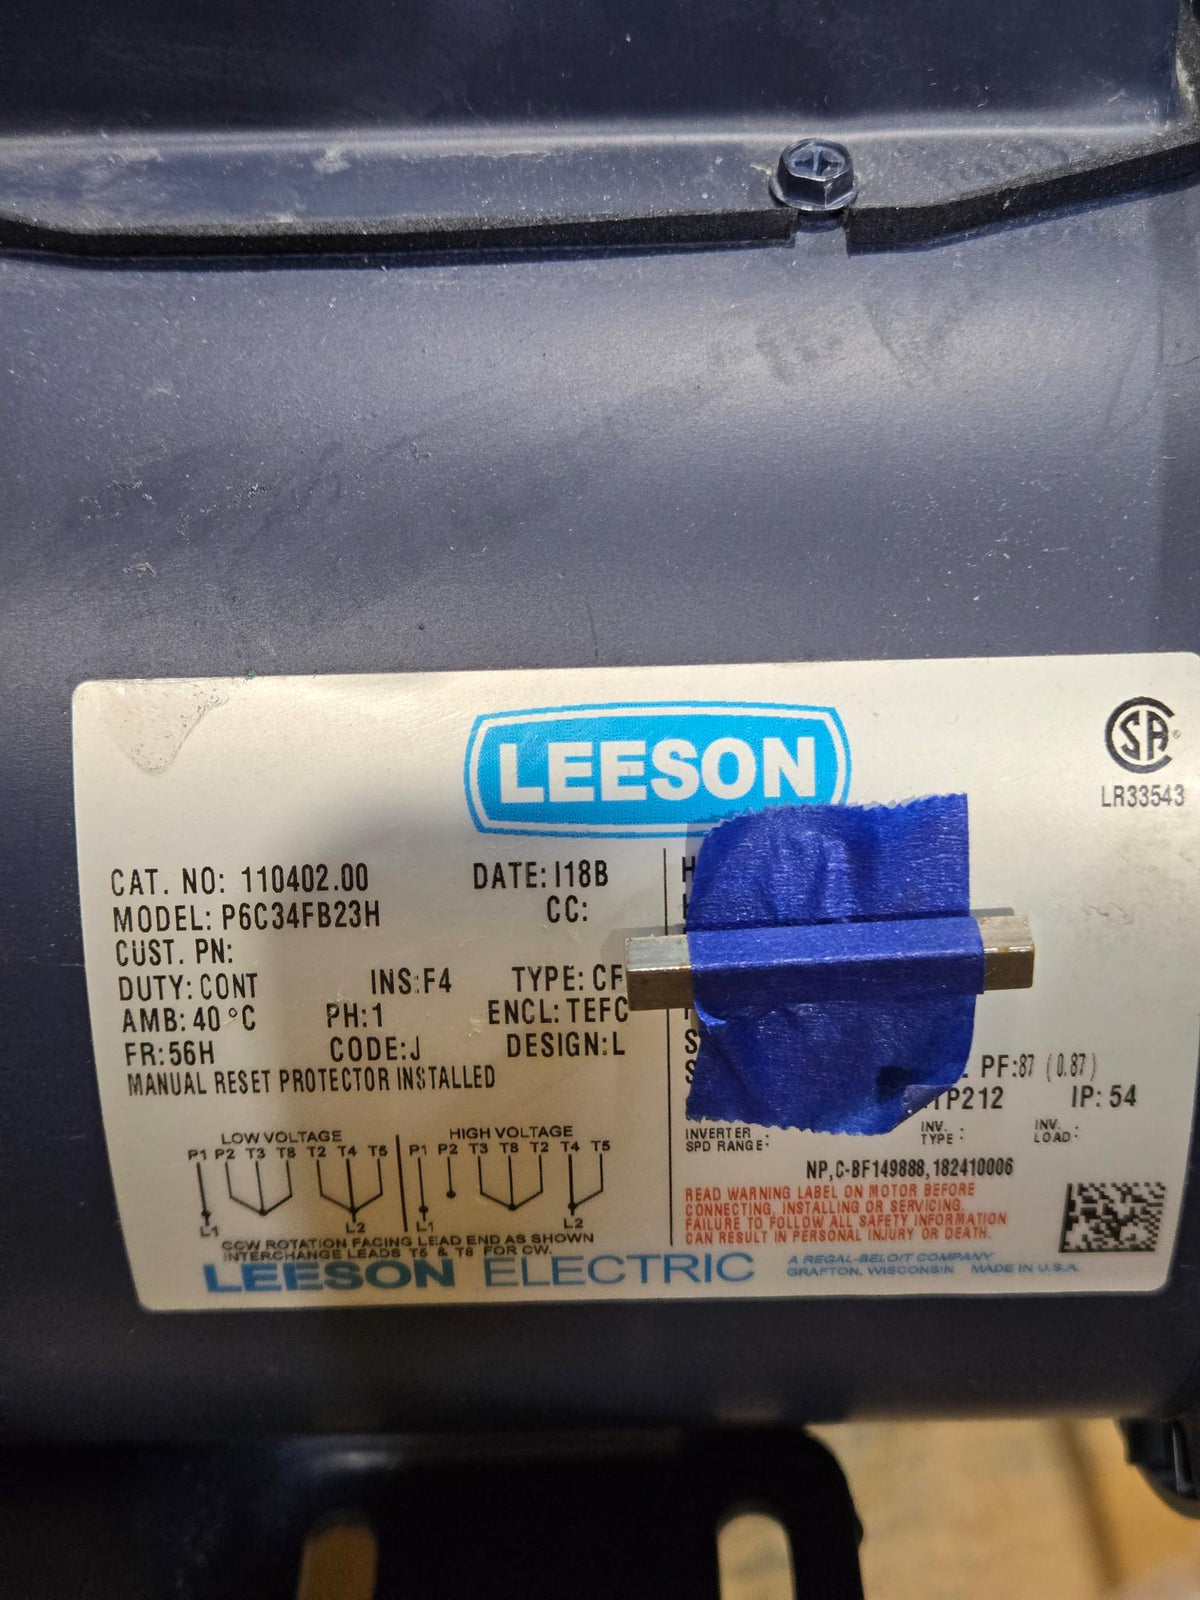 LEESON
SA
LR33543
CAT. NO: 110402.00 DATE: I18B
MODEL: P6C34FB23H CC:
CUST. PN:
DUTY: CONT INS:F4 TYPE: CF
AMB: 40°C PH:1 ENCL: TEFC
FR:56H CODE:J DESIGN:L
MANUAL RESET PROTECTOR INSTALLED
PF:87 (0.87)
IP: 54
INVERTER SPD RANGE:
INV. TYPE:
INV. LOAD:
NP,C-BF149888,182410006
READ WARNING LABEL ON MOTOR BEFORE
CONNECTING, INSTALLING OR SERVICING.
FAILURE TO FOLLOW ALL SAFETY INFORMATION
CAN RESULT IN PERSONAL INJURY OR DEATH.
LOW VOLTAGE HIGH VOLTAGE
P1 P2 T3 T8 T2 T4 T5 P1 P2 T3 T8 T2 T4 T5
L1 L2 L1 L2
CCW ROTATION FACING LEAD END AS SHOWN
INTERCHANGE LEADS T5 & T8 FOR CW.
LEESON ELECTRIC
A REGAL-BELOIT COMPANY
GRAFTON, WISCONSIN MADE IN U.S.A.